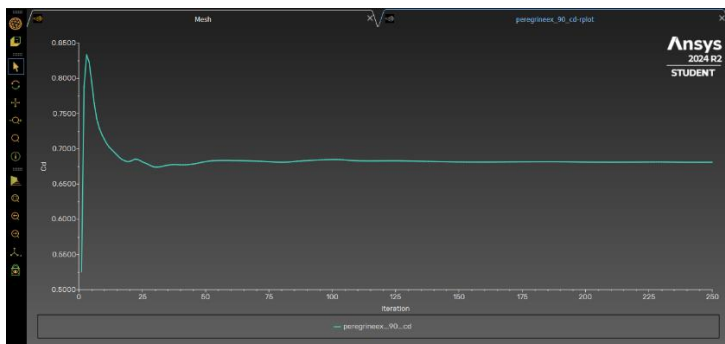 Mesh
peregrineex_90_cd-rplot
Ansys
2024 R2
STUDENT
0.8500
0.8000
0.7500
0.7000
0.6500
0.6000
0.5500
0.5000
Cd
0 25 50 75 100 125 150 175 200 225 250
iteration
peregrineex_90_cd